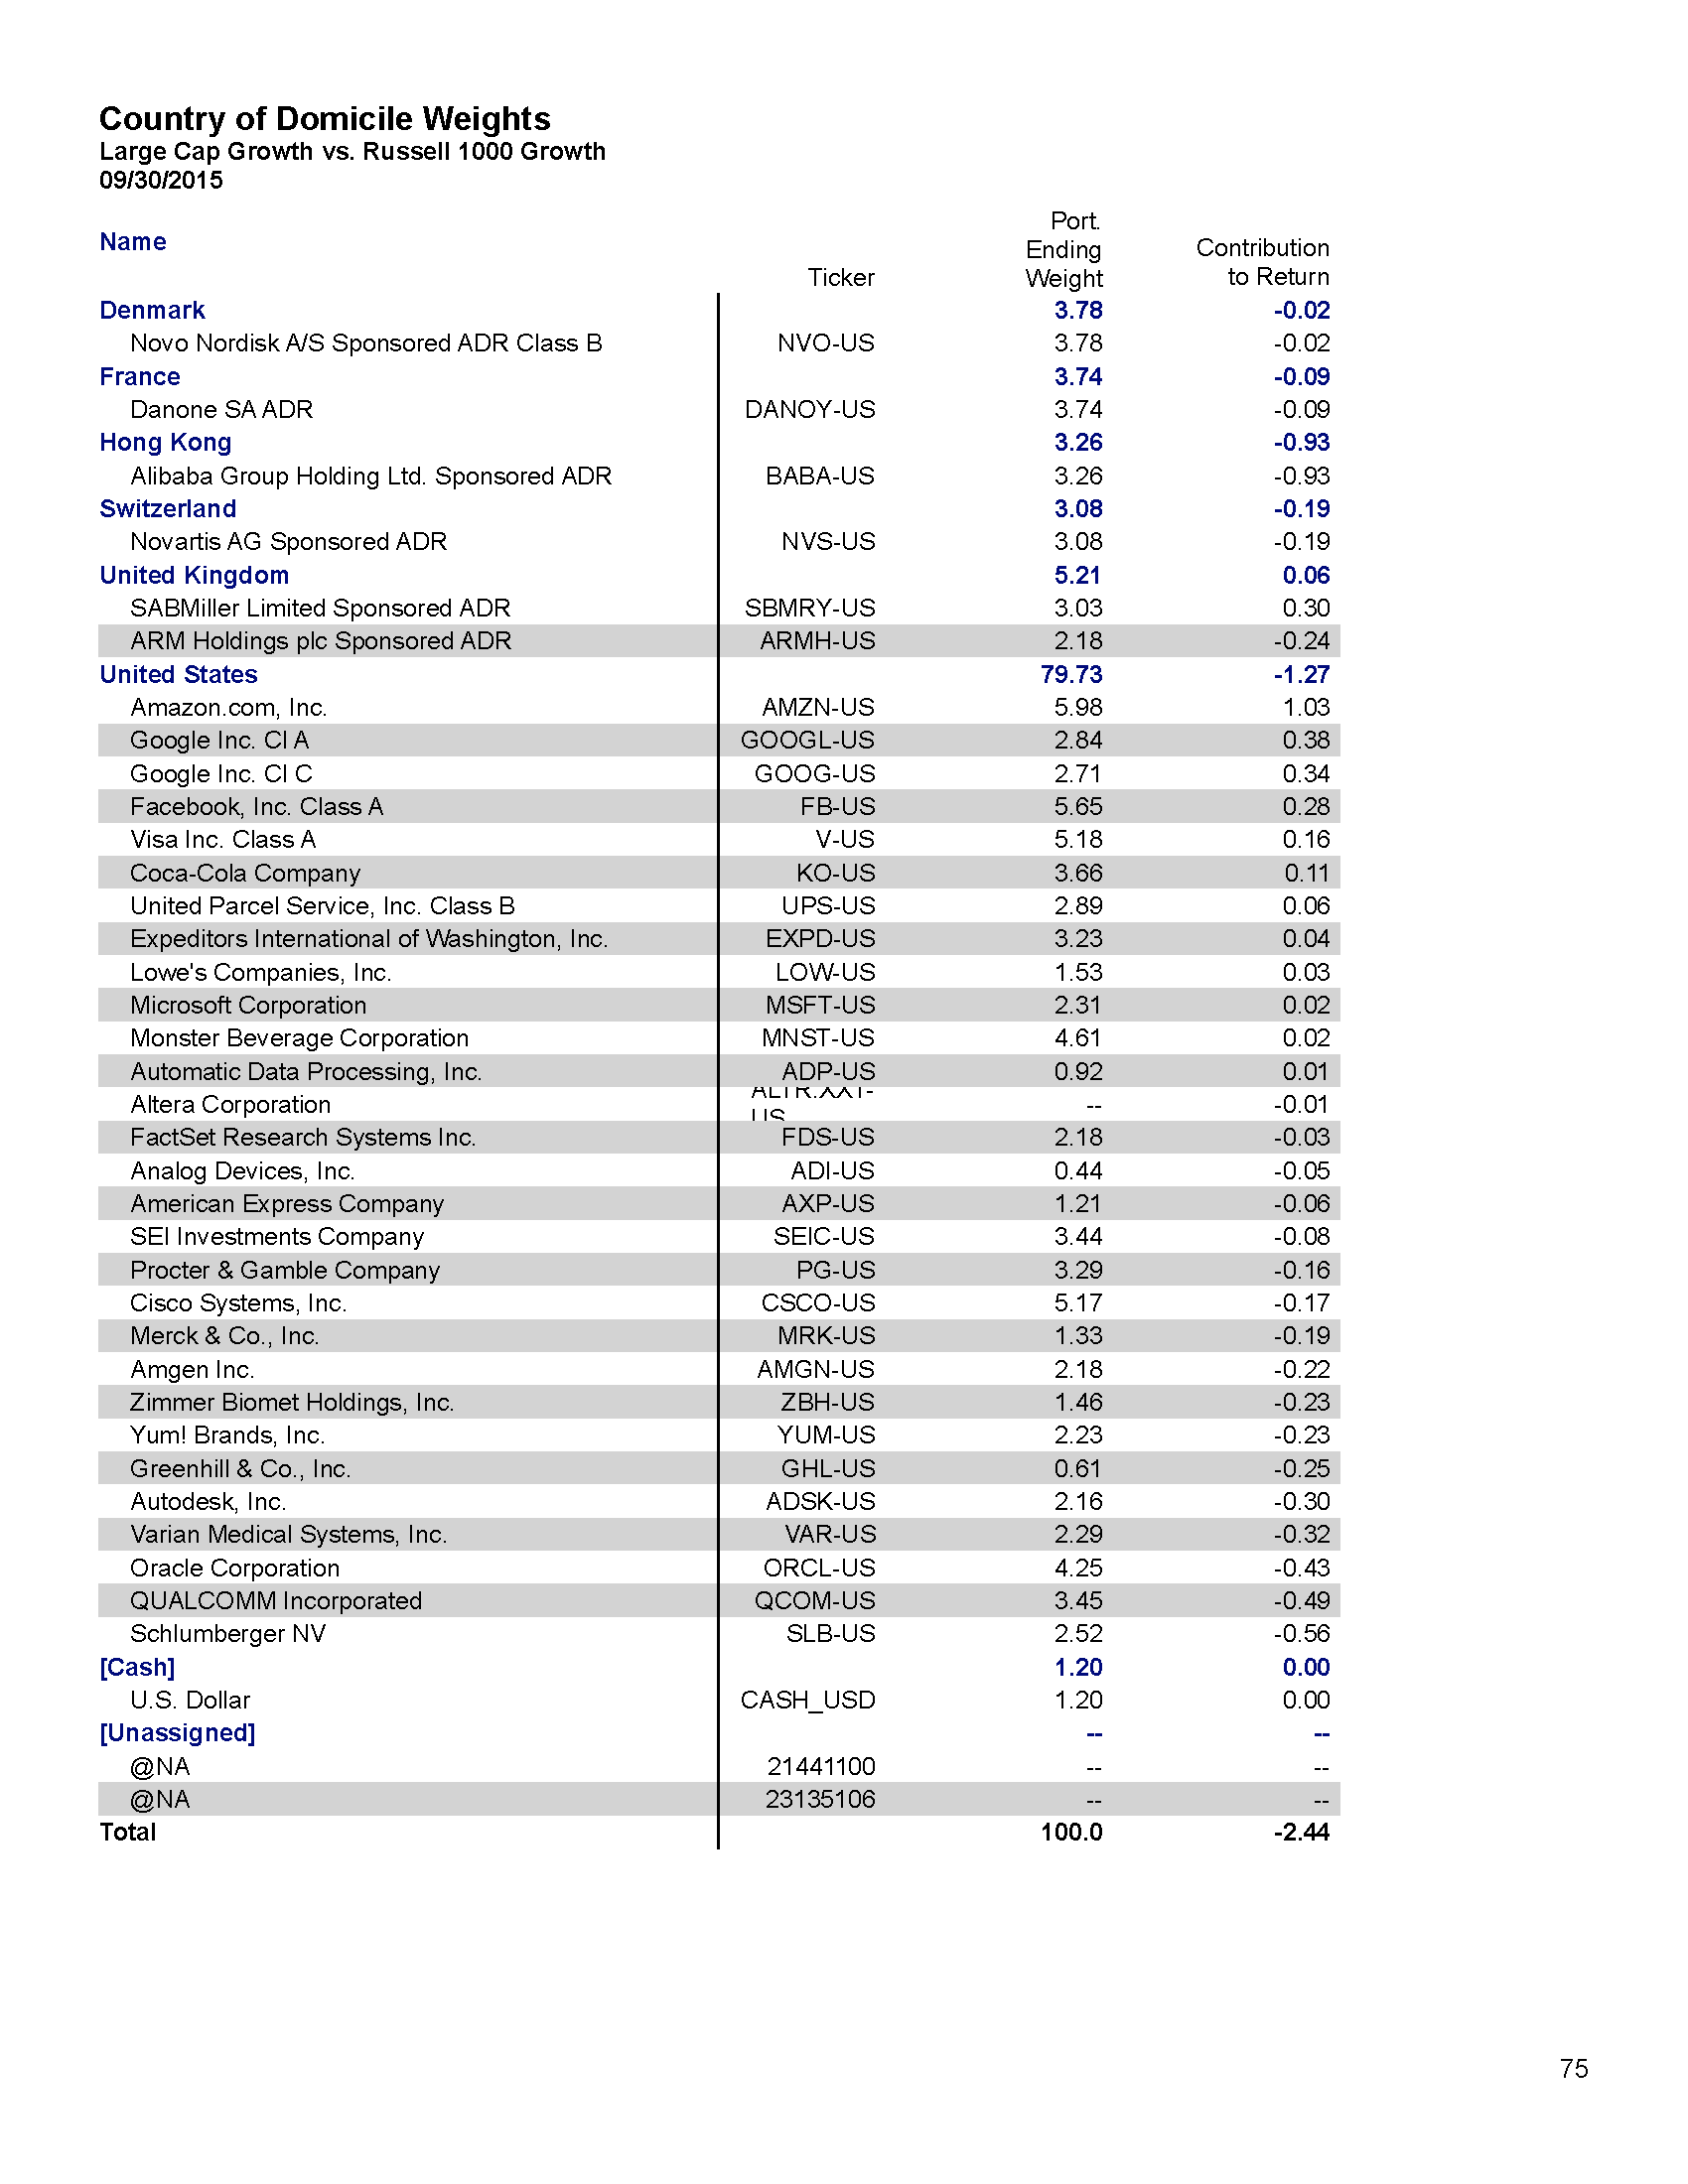 Country of Domicile Weights
Large Cap Growth vs. Russell 1000 Growth
09/30/2015
Name Ticker Port. Ending Weight Contribution to Return
Denmark 3.78 -0.02
Novo Nordisk A/S Sponsored ADR Class B NVO-US 3.78 -0.02
France 3.74 -0.09
Danone SA ADR DANOY-US 3.74 -0.09
Hong Kong 3.26 -0.93
Alibaba Group Holding Ltd. Sponsored ADR BABA-US 3.26 -0.93
Switzerland 3.08 -0.19
Novartis AG Sponsored ADR NVS-US 3.08 -0.19
United Kingdom 5.21 0.06
SABMiller Limited Sponsored ADR SBMRY-US 3.03 0.30
ARM Holdings plc Sponsored ADR ARMH-US 2.18 -0.24
United States 79.73 -1.27
Amazon.com, Inc. AMZN-US 5.98 1.03
Google Inc. Cl A GOOGL-US 2.84 0.38
Google Inc. Cl C GOOG-US 2.71 0.34
Facebook, Inc. Class A FB-US 5.65 0.28
Visa Inc. Class A V-US 5.18 0.16
Coca-Cola Company KO-US 3.66 0.11
United Parcel Service, Inc. Class B UPS-US 2.89 0.06
Expeditors International of Washington, Inc. EXPD-US 3.23 0.04
Lowe's Companies, Inc. LOW-US 1.53 0.03
Microsoft Corporation MSFT-US 2.31 0.02
Monster Beverage Corporation MNST-US 4.61 0.02
Automatic Data Processing, Inc. ADP-US 0.92 0.01
Altera Corporation ALTR.XX1-US -- -0.01
FactSet Research Systems Inc. FDS-US 2.18 -0.03
Analog Devices, Inc. ADI-US 0.44 -0.05
American Express Company AXP-US 1.21 -0.06
SEI Investments Company SEIC-US 3.44 -0.08
Procter & Gamble Company PG-US 3.29 -0.16
Cisco Systems, Inc. CSCO-US 5.17 -0.17
Merck & Co., Inc. MRK-US 1.33 -0.19
Amgen Inc. AMGN-US 2.18 -0.22
Zimmer Biomet Holdings, Inc. ZBH-US 1.46 -0.23
Yum! Brands, Inc. YUM-US 2.23 -0.23
Greenhill & Co., Inc. GHL-US 0.61 -0.25
Autodesk, Inc. ADSK-US 2.16 -0.30
Varian Medical Systems, Inc. VAR-US 2.29 -0.32
Oracle Corporation ORCL-US 4.25 -0.43
QUALCOMM Incorporated QCOM-US 3.45 -0.49
Schlumberger NV SLB-US 2.52 -0.56
[Cash] 1.20 0.00
U.S. Dollar CASH_USD 1.20 0.00
[Unassigned] -- --
@NA 21441100 -- --
@NA 23135106 -- --
Total 100.0 -2.44
75